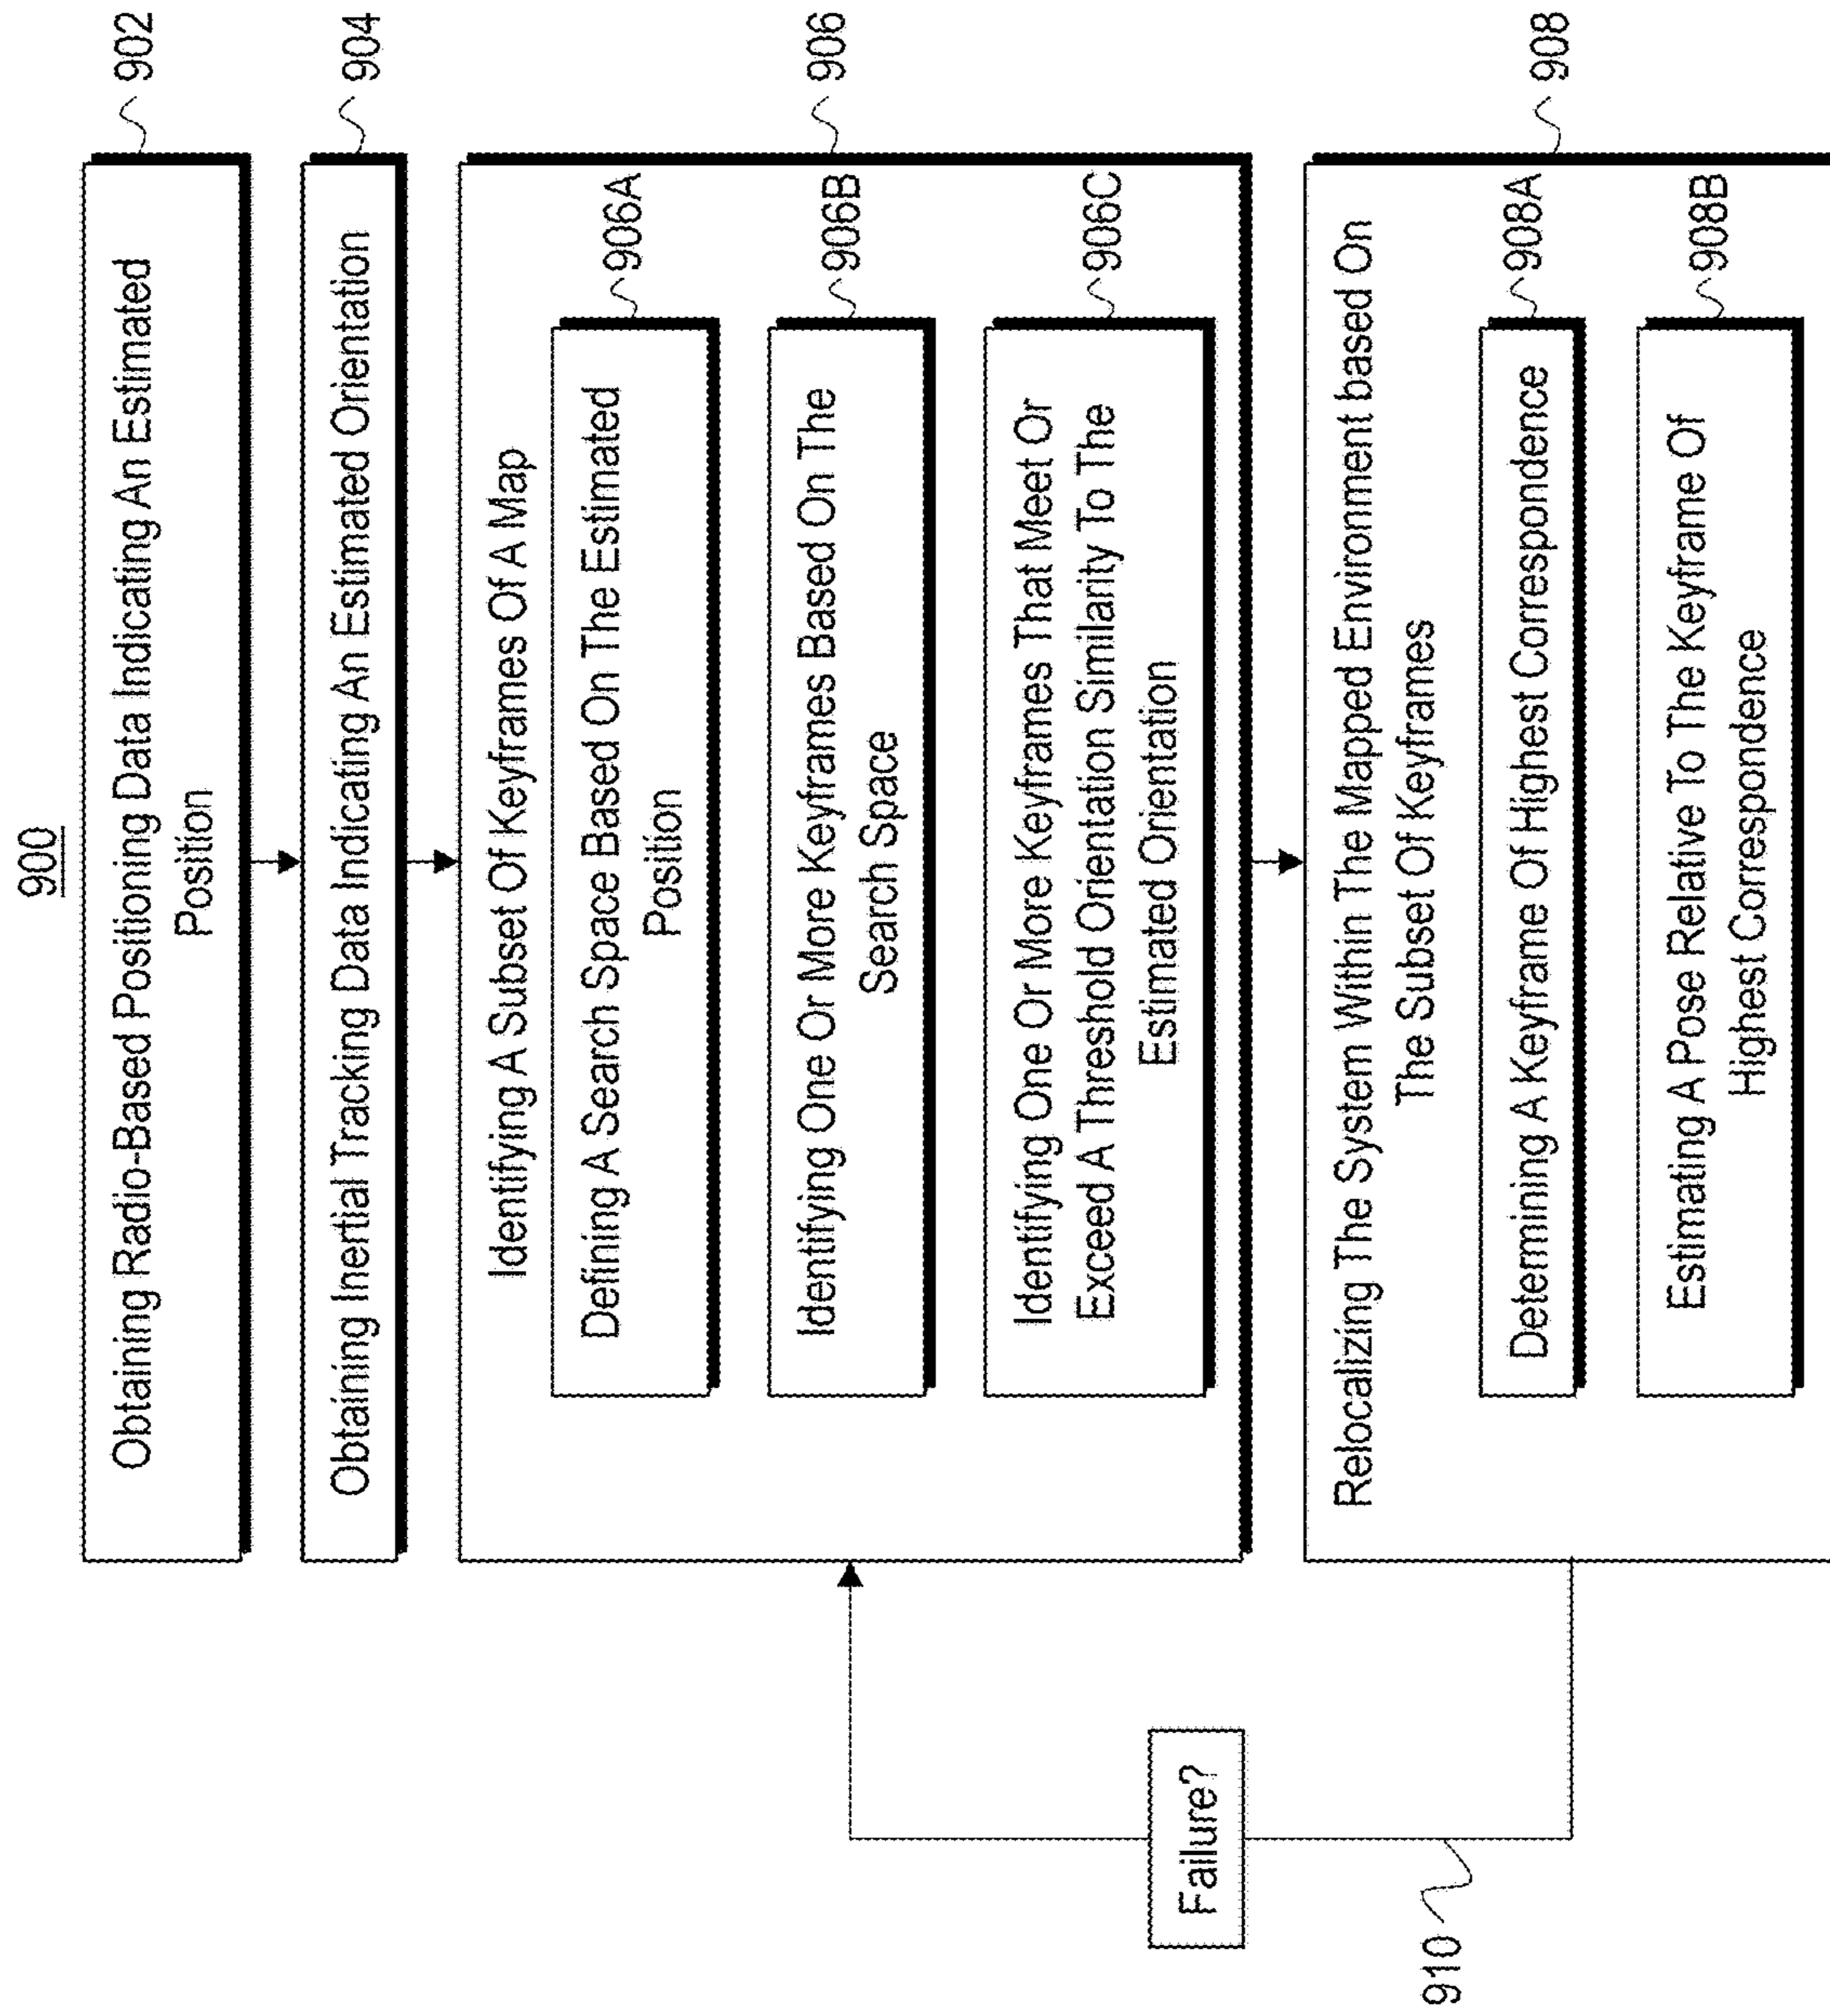 900
Obtaining Radio-Based Positioning Data Indicating An Estimated
Position
902
Obtaining Inertial Tracking Data Indicating An Estimated Orientation
904
Identifying A Subset Of Keyframes Of A Map
906
Defining A Search Space Based On The Estimated
Position
906A
Identifying One Or More Keyframes Based On The
Search Space
906B
Identifying One Or More Keyframes That Meet Or
Exceed A Threshold Orientation Similarity To The
Estimated Orientation
906C
Relocalizing The System Within The Mapped Environment based On
The Subset Of Keyframes
908
Determining A Keyframe Of Highest Correspondence
908A
Estimating A Pose Relative To The Keyframe Of
Highest Correspondence
908B
Failure?
910